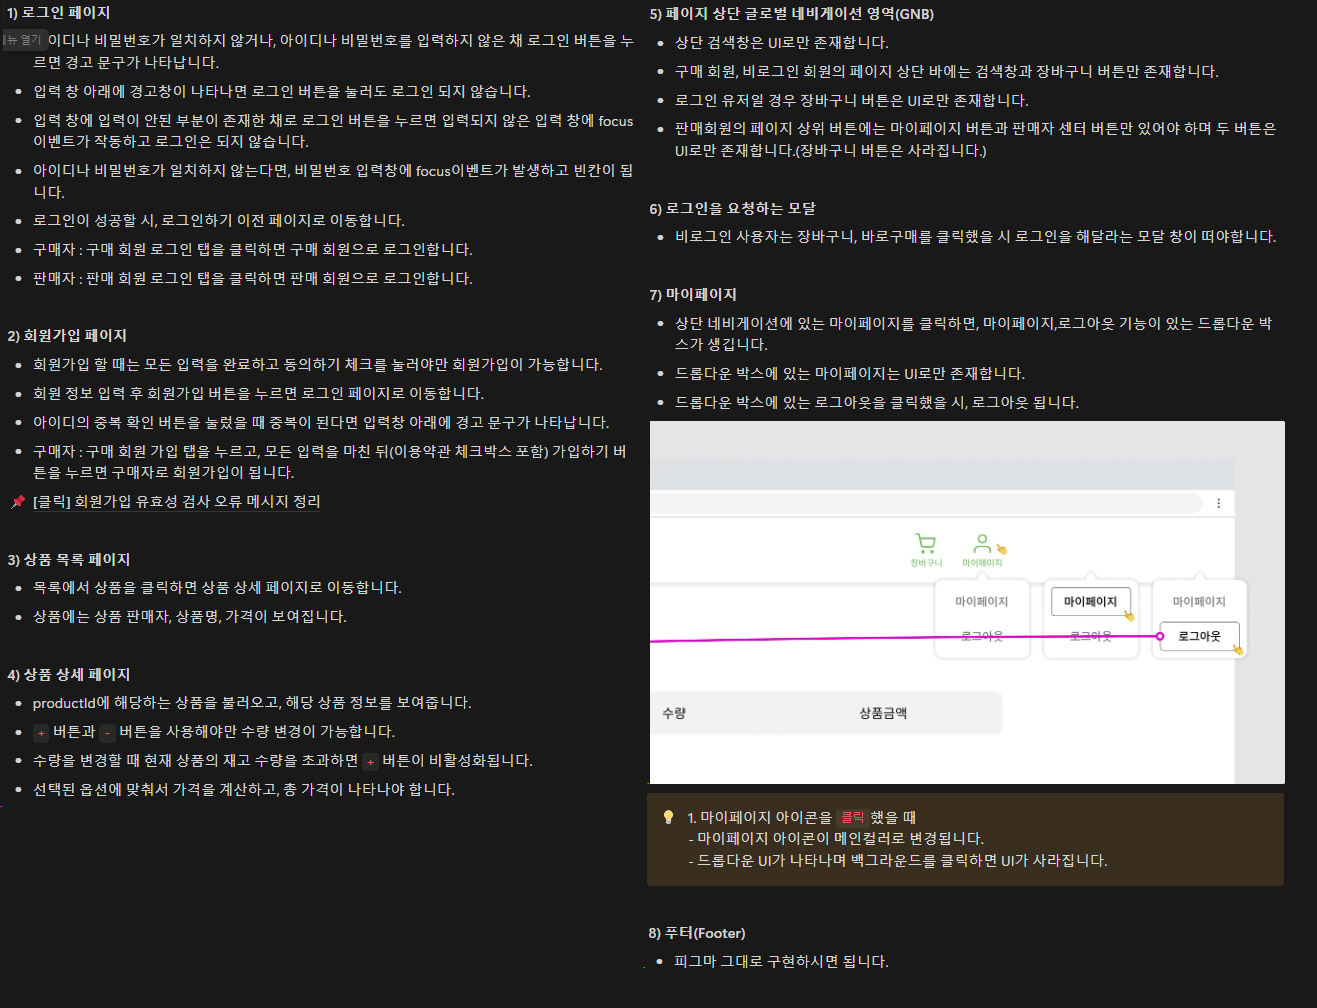 1) 로그인 페이지
뉴 열기
이디나 비밀번호가 일치하지 않거나, 아이디나 비밀번호를 입력하지 않은 채 로그인 버튼을 누
르면 경고 문구가 나타납니다.
입력 창 아래에 경고창이 나타나면 로그인 버튼을 눌러도 로그인 되지 않습니다.
입력 창에 입력이 안된 부분이 존재한 채로 로그인 버튼을 누르면 입력되지 않은 입력 창에 focus
이벤트가 작동하고 로그인은 되지 않습니다.
아이디나 비밀번호가 일치하지 않는다면, 비밀번호 입력창에 focus이벤트가 발생하고 빈칸이 됩
니다.
로그인이 성공할 시, 로그인하기 이전 페이지로 이동합니다.
구매자 : 구매 회원 로그인 탭을 클릭하면 구매 회원으로 로그인합니다.
판매자 : 판매 회원 로그인 탭을 클릭하면 판매 회원으로 로그인합니다.
2) 회원가입 페이지
회원가입 할 때는 모든 입력을 완료하고 동의하기 체크를 눌러야만 회원가입이 가능합니다.
회원 정보 입력 후 회원가입 버튼을 누르면 로그인 페이지로 이동합니다.
아이디의 중복 확인 버튼을 눌렀을 때 중복이 된다면 입력창 아래에 경고 문구가 나타납니다.
구매자 : 구매 회원 가입 탭을 누르고, 모든 입력을 마친 뒤(이용약관 체크박스 포함) 가입하기 버
튼을 누르면 구매자로 회원가입이 됩니다.
📌 [클릭] 회원가입 유효성 검사 오류 메시지 정리
3) 상품 목록 페이지
목록에서 상품을 클릭하면 상품 상세 페이지로 이동합니다.
상품에는 상품 판매자, 상품명, 가격이 보여집니다.
4) 상품 상세 페이지
productId에 해당하는 상품을 불러오고, 해당 상품 정보를 보여줍니다.
+ 버튼과 - 버튼을 사용해야만 수량 변경이 가능합니다.
수량을 변경할 때 현재 상품의 재고 수량을 초과하면 + 버튼이 비활성화됩니다.
선택된 옵션에 맞춰서 가격을 계산하고, 총 가격이 나타나야 합니다.
5) 페이지 상단 글로벌 네비게이션 영역(GNB)
상단 검색창은 UI로만 존재합니다.
구매 회원, 비로그인 회원의 페이지 상단 바에는 검색창과 장바구니 버튼만 존재합니다.
로그인 유저일 경우 장바구니 버튼은 UI로만 존재합니다.
판매회원의 페이지 상위 버튼에는 마이페이지 버튼과 판매자 센터 버튼만 있어야 하며 두 버튼은
UI로만 존재합니다.(장바구니 버튼은 사라집니다.)
6) 로그인을 요청하는 모달
비로그인 사용자는 장바구니, 바로구매를 클릭했을 시 로그인을 해달라는 모달 창이 떠야합니다.
7) 마이페이지
상단 네비게이션에 있는 마이페이지를 클릭하면, 마이페이지,로그아웃 기능이 있는 드롭다운 박
스가 생깁니다.
드롭다운 박스에 있는 마이페이지는 UI로만 존재합니다.
드롭다운 박스에 있는 로그아웃을 클릭했을 시, 로그아웃 됩니다.
장바구니 마이페이지
마이페이지 마이페이지 마이페이지
로그아웃 로그아웃 로그아웃
수량 상품금액
💡 1. 마이페이지 아이콘을 클릭 했을 때
- 마이페이지 아이콘이 메인컬러로 변경됩니다.
- 드롭다운 UI가 나타나며 백그라운드를 클릭하면 UI가 사라집니다.
8) 푸터(Footer)
피그마 그대로 구현하시면 됩니다.